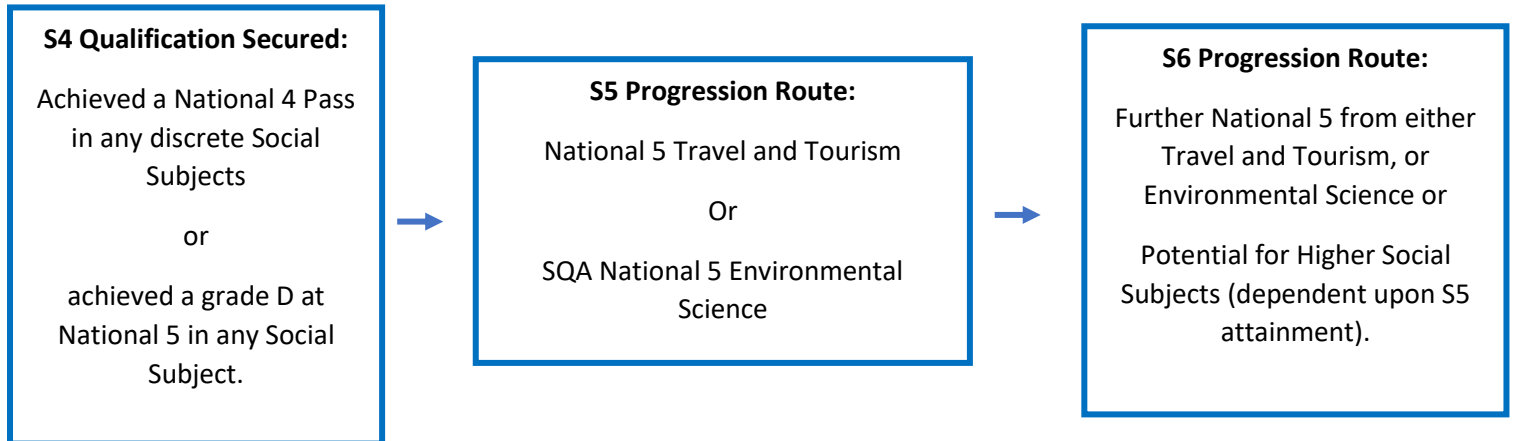 S4 Qualification Secured:
Achieved a National 4 Pass
in any discrete Social
Subjects
or
achieved a grade D at
National 5 in any Social
Subject.
S5 Progression Route:
National 5 Travel and Tourism
Or
SQA National 5 Environmental
Science
S6 Progression Route:
Further National 5 from either
Travel and Tourism, or
Environmental Science or
Potential for Higher Social
Subjects (dependent upon S5
attainment).